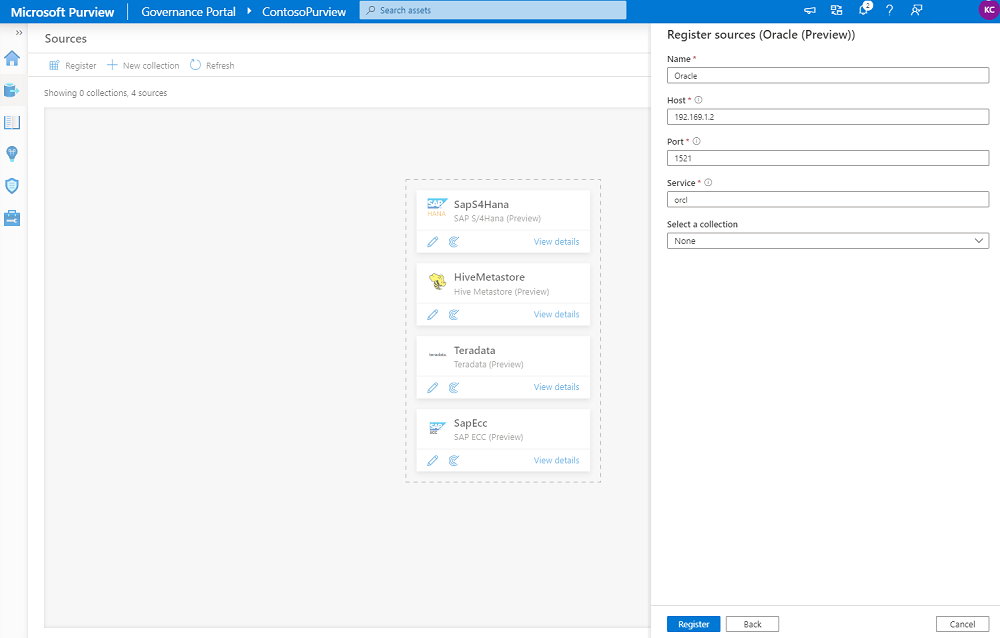 Microsoft Purview
Governance Portal
ContosoPurview
Search assets
2
?
KC
Sources
Register
New collection
Refresh
Showing 0 collections, 4 sources
SAP
HANA
SapS4Hana
SAP S/4Hana (Preview)
View details
HiveMetastore
Hive Metastore (Preview)
View details
teradata.
Teradata
Teradata (Preview)
View details
SAP
ECC
SapEcc
SAP ECC (Preview)
View details
Register sources (Oracle (Preview))
Name *
Oracle
Host *
192.169.1.2
Port *
1521
Service *
orcl
Select a collection
None
Register
Back
Cancel